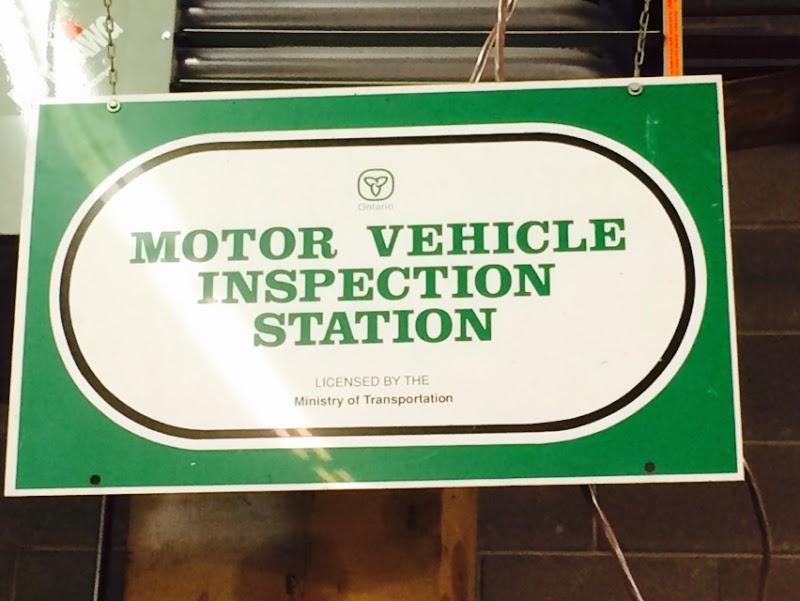 Ontario
MOTOR VEHICLE
INSPECTION
STATION
LICENSED BY THE
Ministry of Transportation